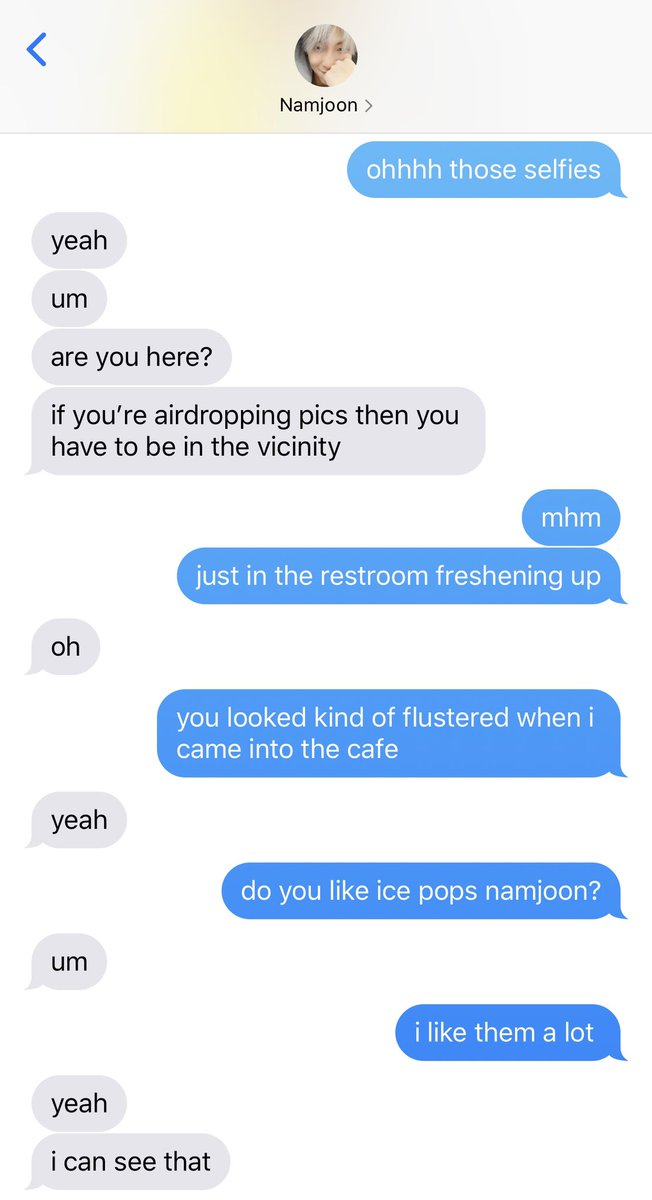 Namjoon
ohhhh those selfies
yeah
um
are you here?
if you’re airdropping pics then you
have to be in the vicinity
mhm
just in the restroom freshening up
oh
you looked kind of flustered when i
came into the cafe
yeah
do you like ice pops namjoon?
um
i like them a lot
yeah
i can see that